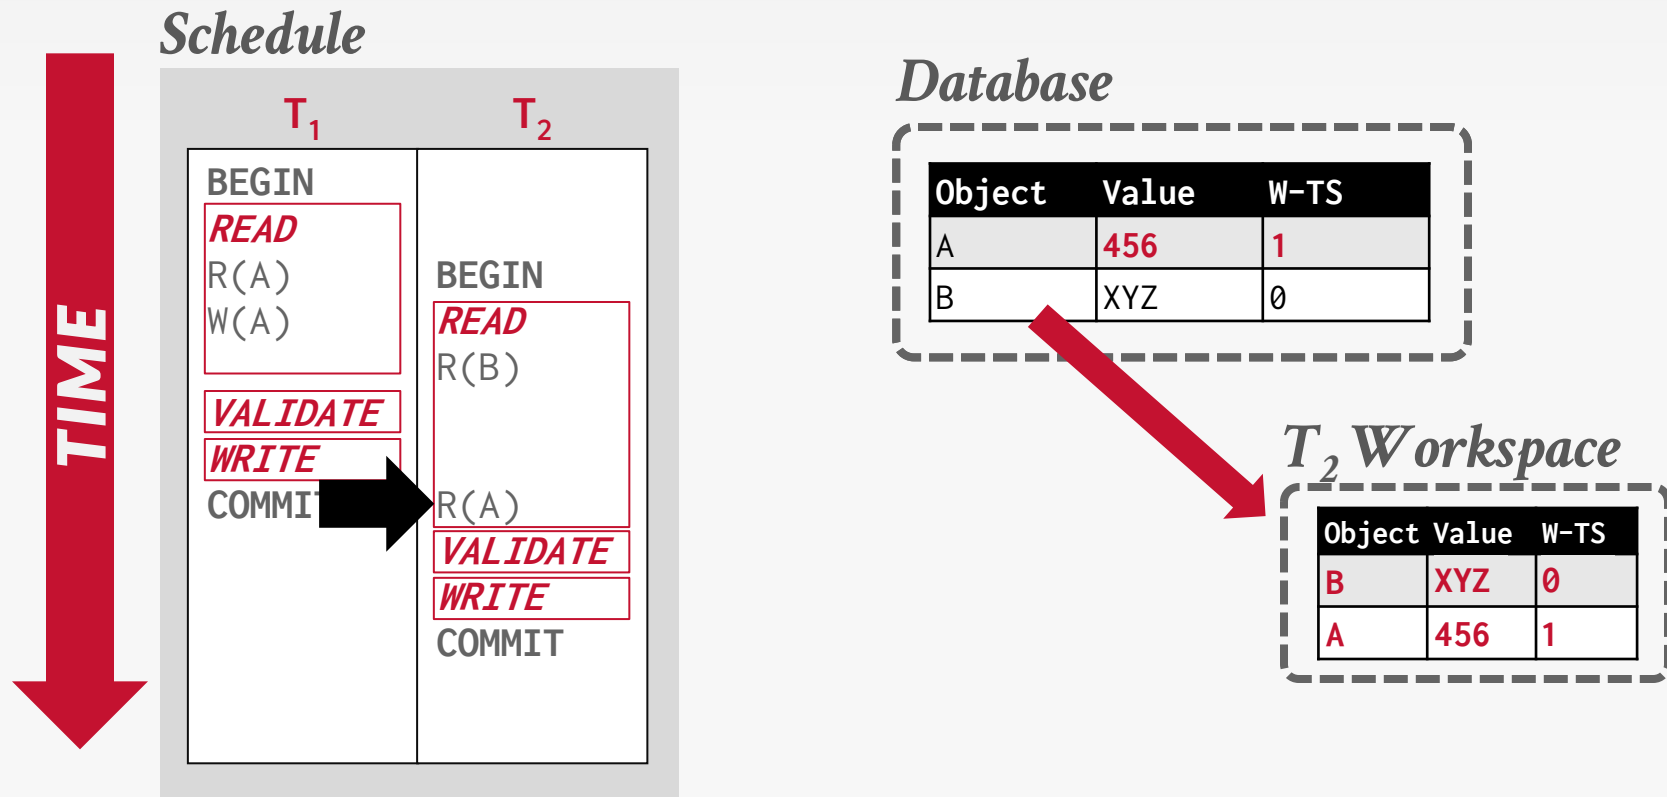 Schedule
TIME
T1
T2
BEGIN
READ
R(A)
W(A)
VALIDATE
WRITE
COMMI
BEGIN
READ
R(B)
R(A)
VALIDATE
WRITE
COMMIT
Database
Object Value W-TS
A 456 1
B XYZ 0
T2 Workspace
Object Value W-TS
B XYZ 0
A 456 1